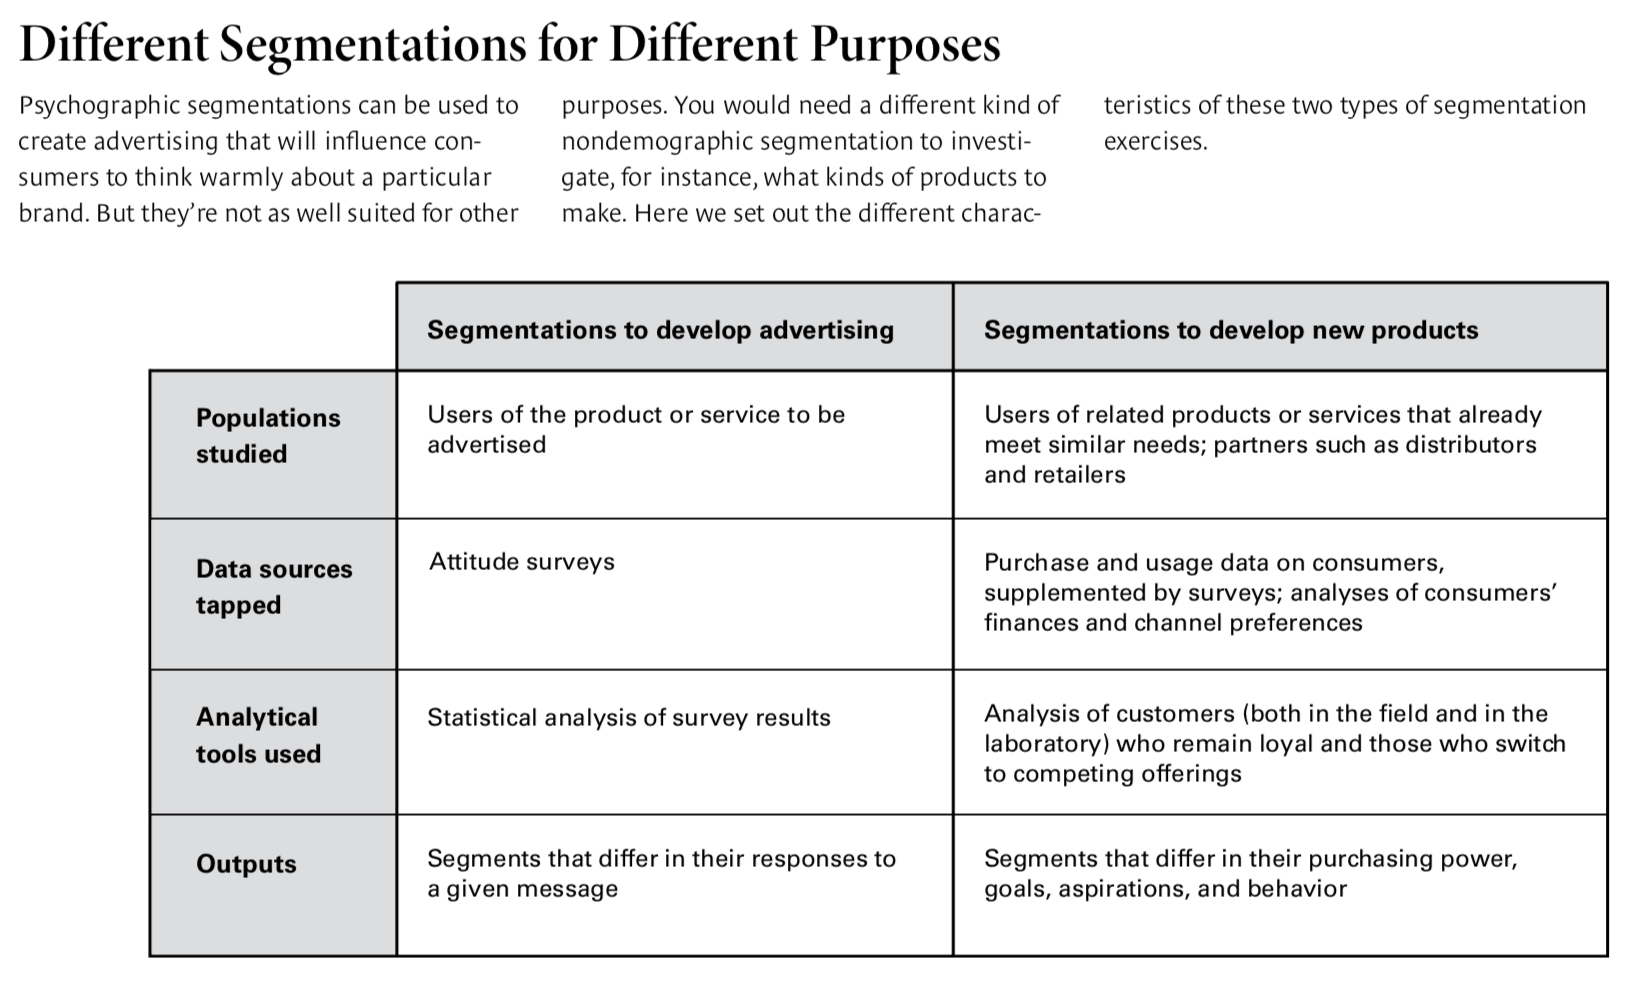 Different Segmentations for Different Purposes
Psychographic segmentations can be used to
create advertising that will influence con-
sumers to think warmly about a particular
brand. But they're not as well suited for other
purposes. You would need a different kind of
nondemographic segmentation to investi-
gate, for instance, what kinds of products to
make. Here we set out the different charac-
teristics of these two types of segmentation
exercises.
Segmentations to develop advertising
Segmentations to develop new products
Populations
studied
Users of the product or service to be
advertised
Users of related products or services that already
meet similar needs; partners such as distributors
and retailers
Data sources
tapped
Attitude surveys
Purchase and usage data on consumers,
supplemented by surveys; analyses of consumers'
finances and channel preferences
Analytical
tools used
Statistical analysis of survey results
Analysis of customers (both in the field and in the
laboratory) who remain loyal and those who switch
to competing offerings
Outputs
Segments that differ in their responses to
a given message
Segments that differ in their purchasing power,
goals, aspirations, and behavior